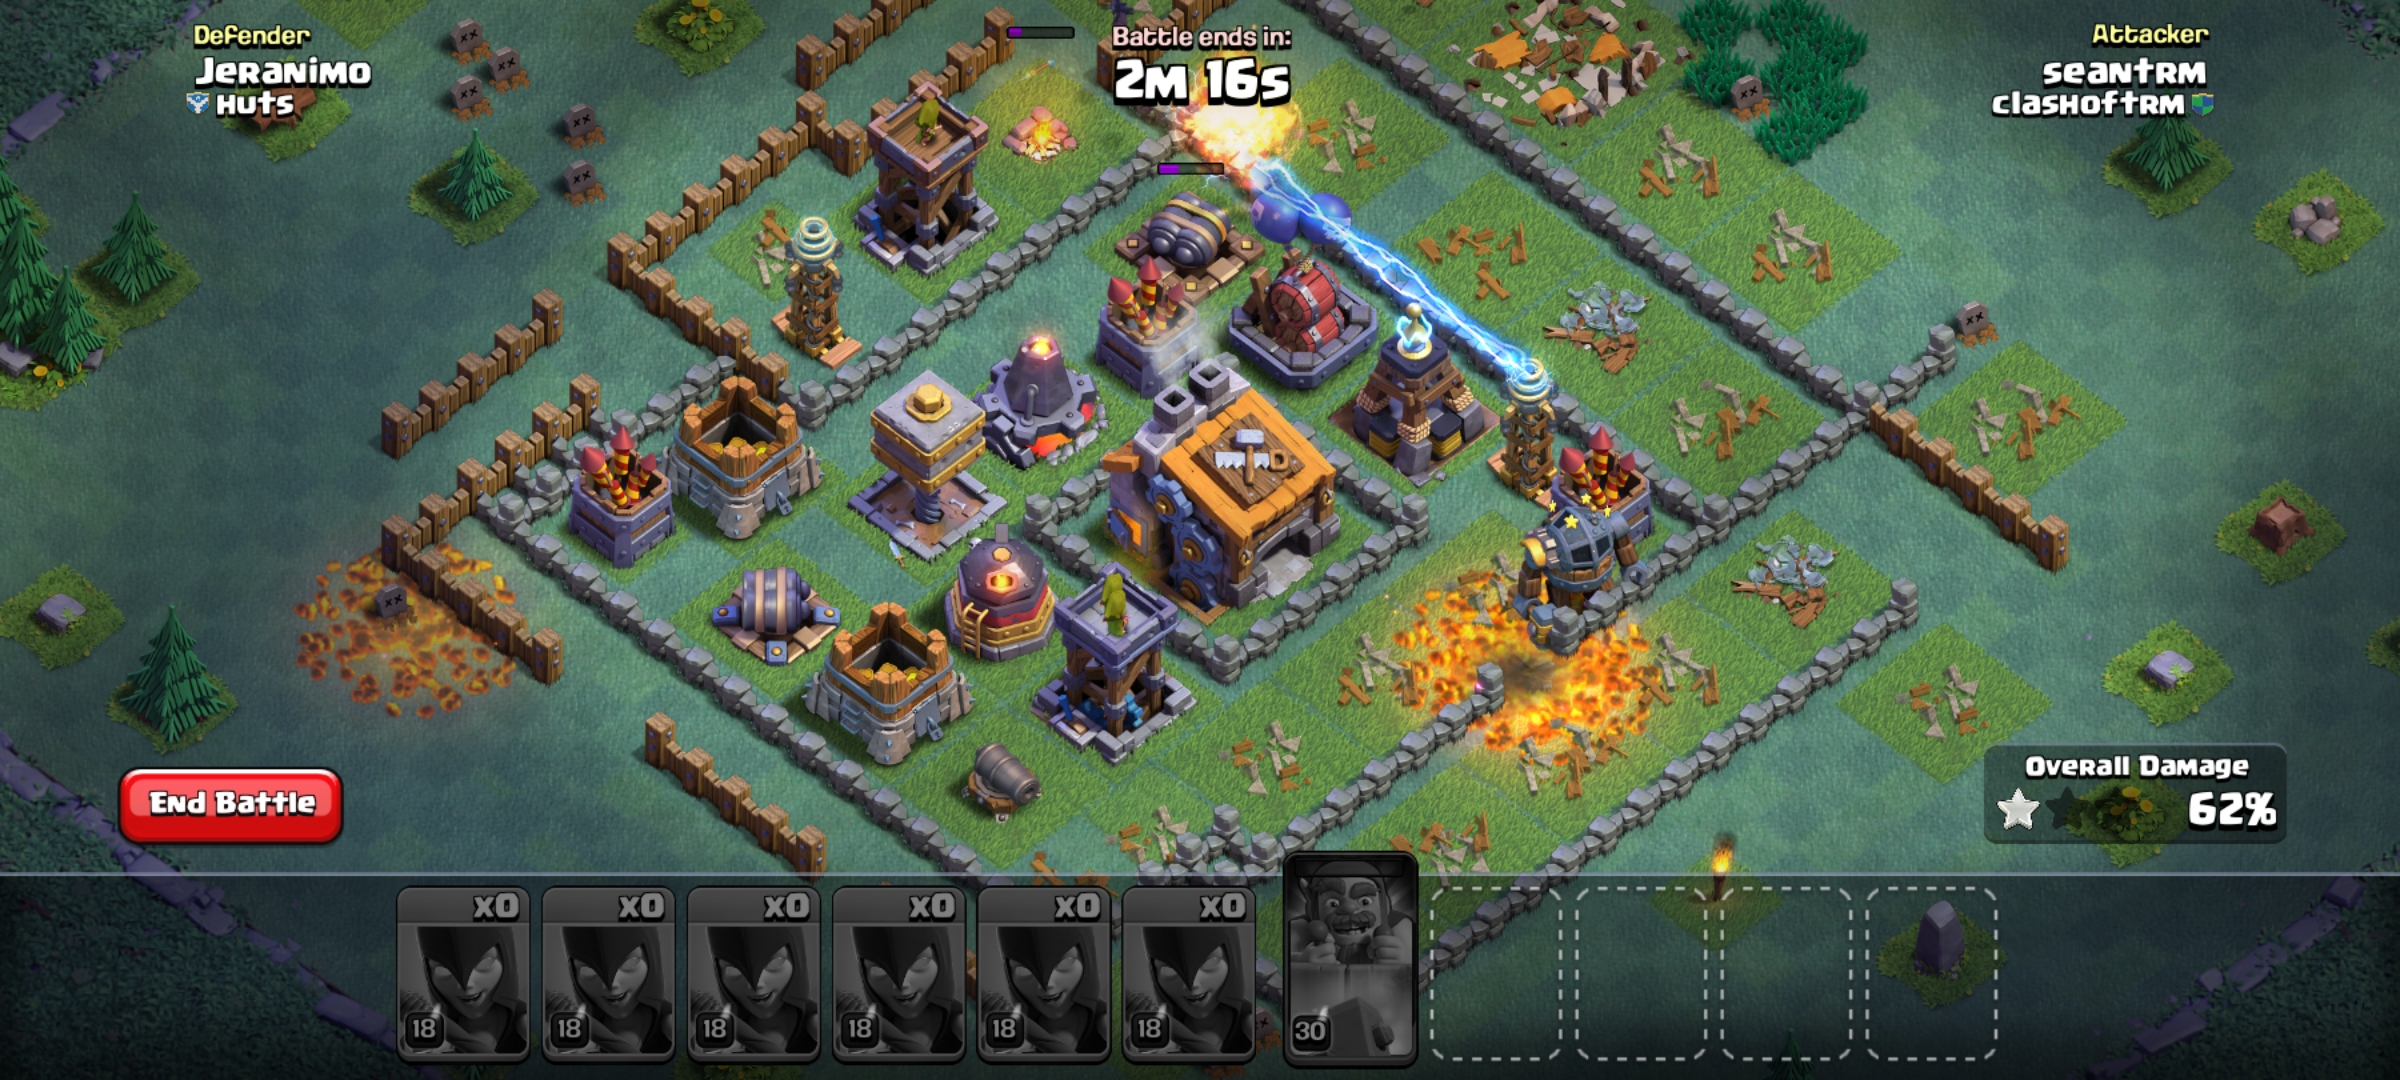 Defender
Jeranimo
Huts
Battle ends in:
2M 16s
Attacker
seantrm
clashoftrm
End Battle
Overall Damage
62%
x0
x0
x0
x0
x0
x0
18
18
18
18
18
18
30